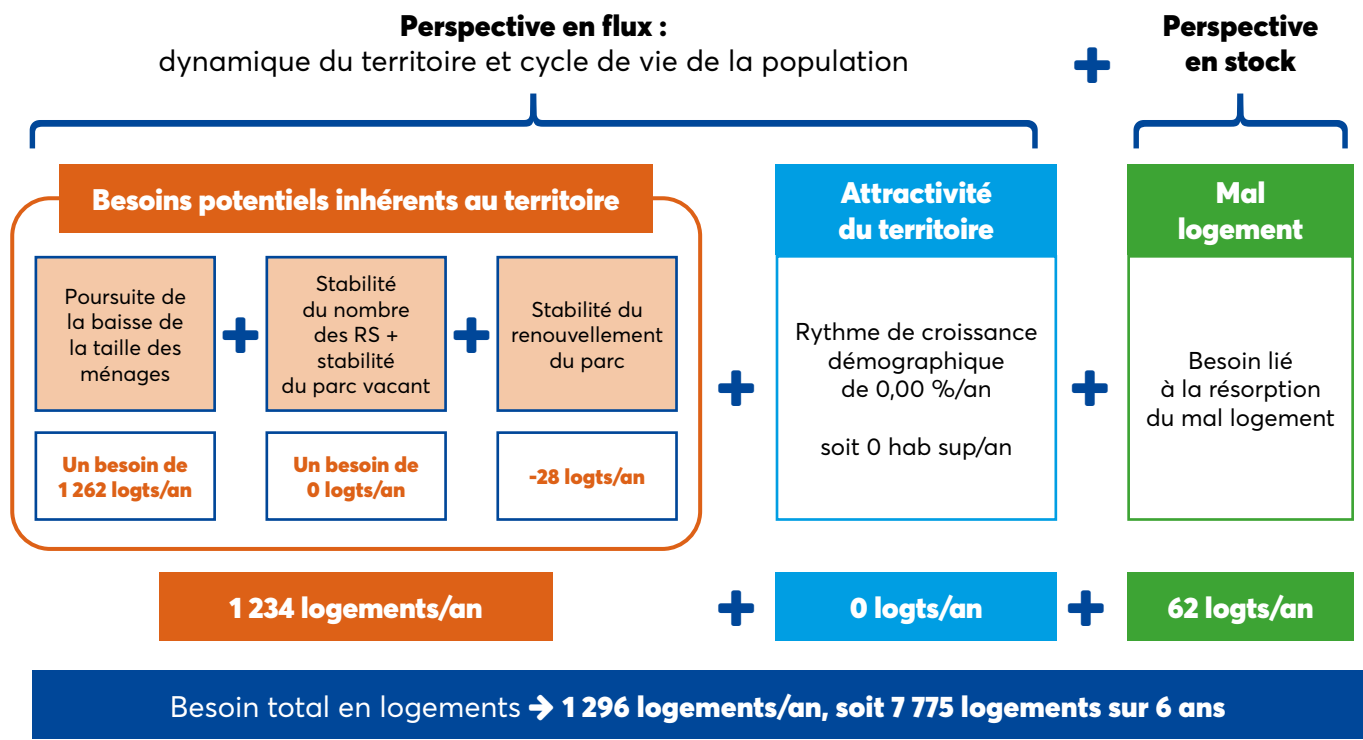 Perspective en flux :
dynamique du territoire et cycle de vie de la population
+
Perspective
en stock
Besoins potentiels inhérents au territoire
Poursuite de
la baisse de
la taille des
ménages
+
Stabilité
du nombre
des RS +
stabilité
du parc vacant
+
Stabilité du
renouvellement
du parc
Un besoin de
1 262 logts/an
Un besoin de
0 logts/an
-28 logts/an
+
Attractivité
du territoire
Rythme de croissance
démographique
de 0,00 %/an
soit 0 hab sup/an
+
Mal
logement
Besoin lié
à la résorption
du mal logement
1 234 logements/an
+
0 logts/an
+
62 logts/an
Besoin total en logements ➔ 1 296 logements/an, soit 7 775 logements sur 6 ans